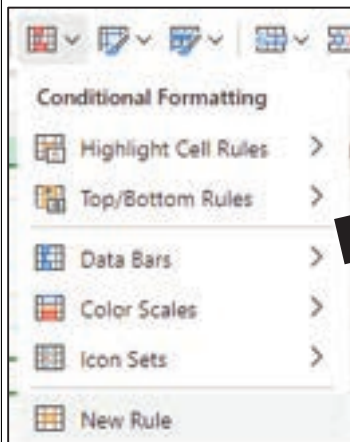 Conditional Formatting
Highlight Cell Rules
Top/Bottom Rules
Data Bars
Color Scales
Icon Sets
New Rule